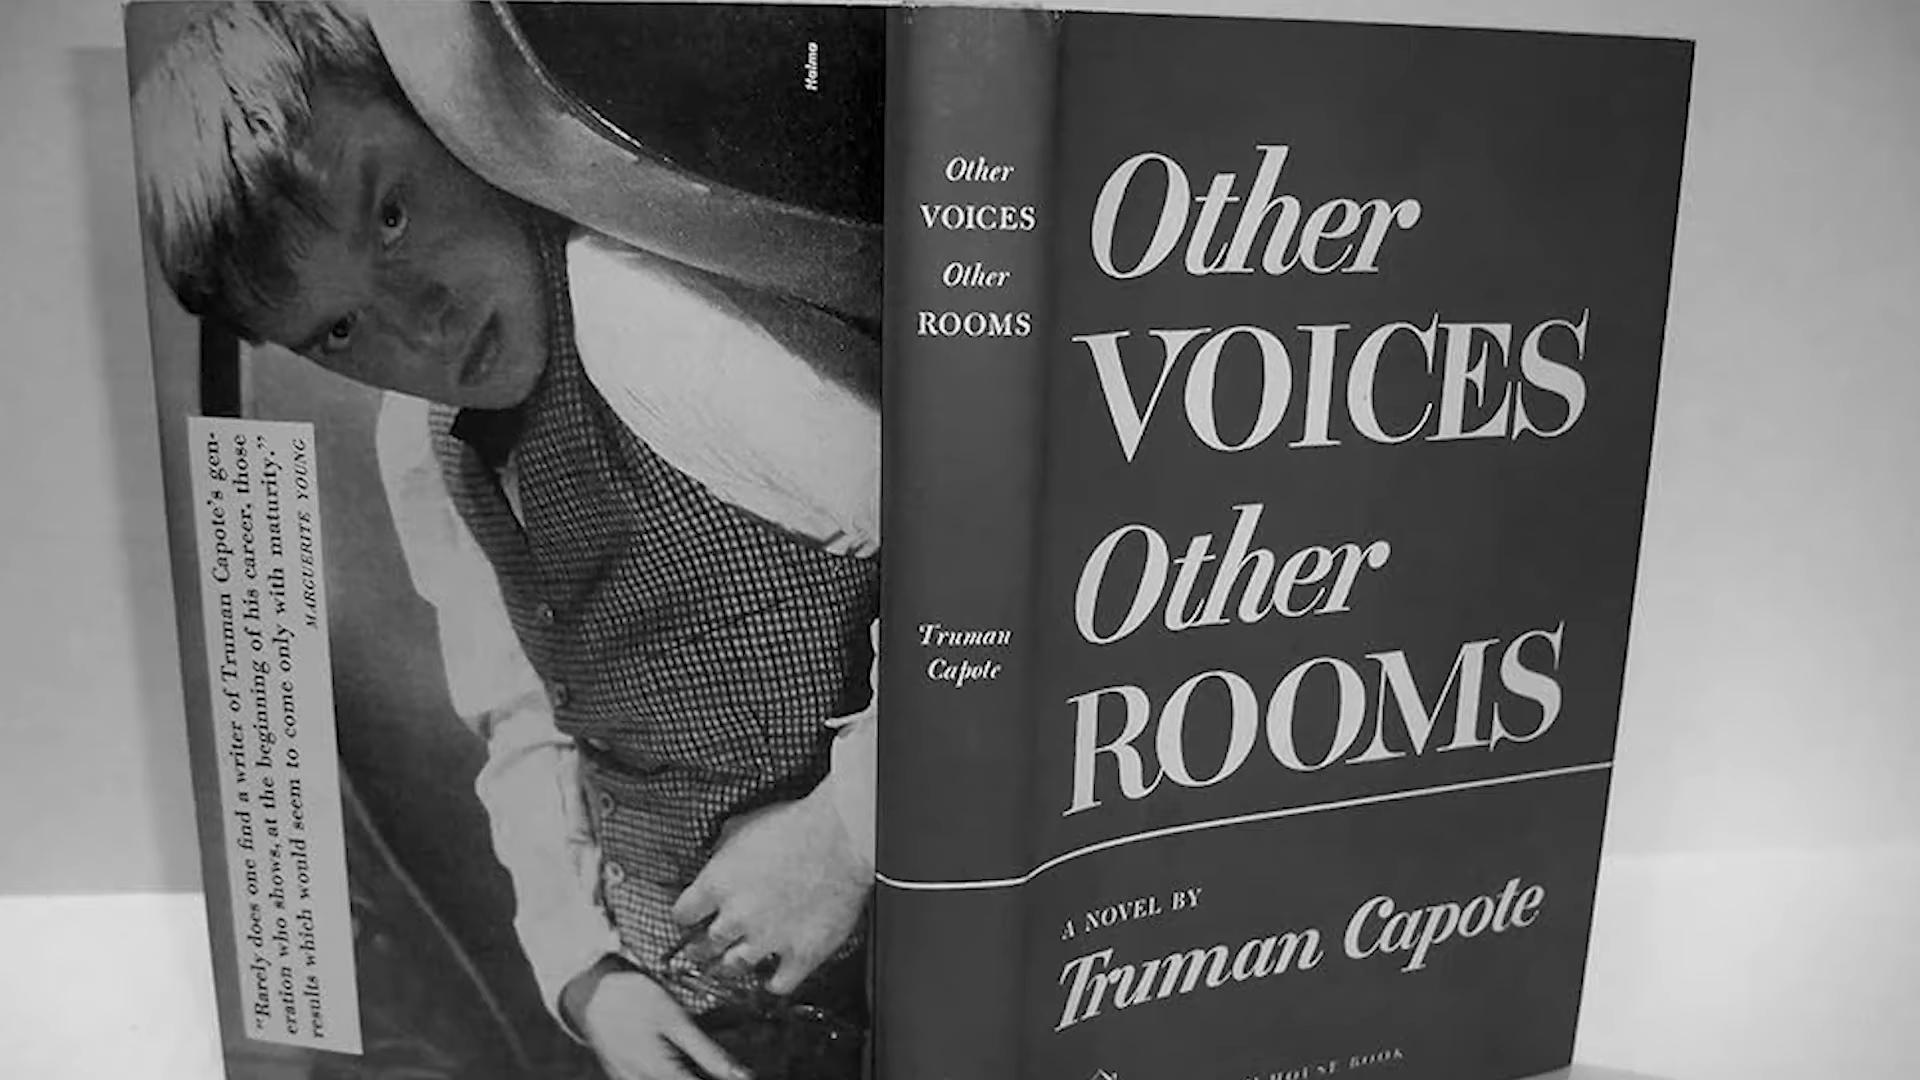 Halma
"Rarely does one find a writer of Truman Capote's gen-
eration who shows, at the beginning of his career, those
results which would seem to come only with maturity."
MARGUERITE YOUNG
Other
VOICES
Other
ROOMS
Truman
Capote
Other
VOICES
Other
ROOMS
A NOVEL BY
Truman Capote
HOUSE BOOK